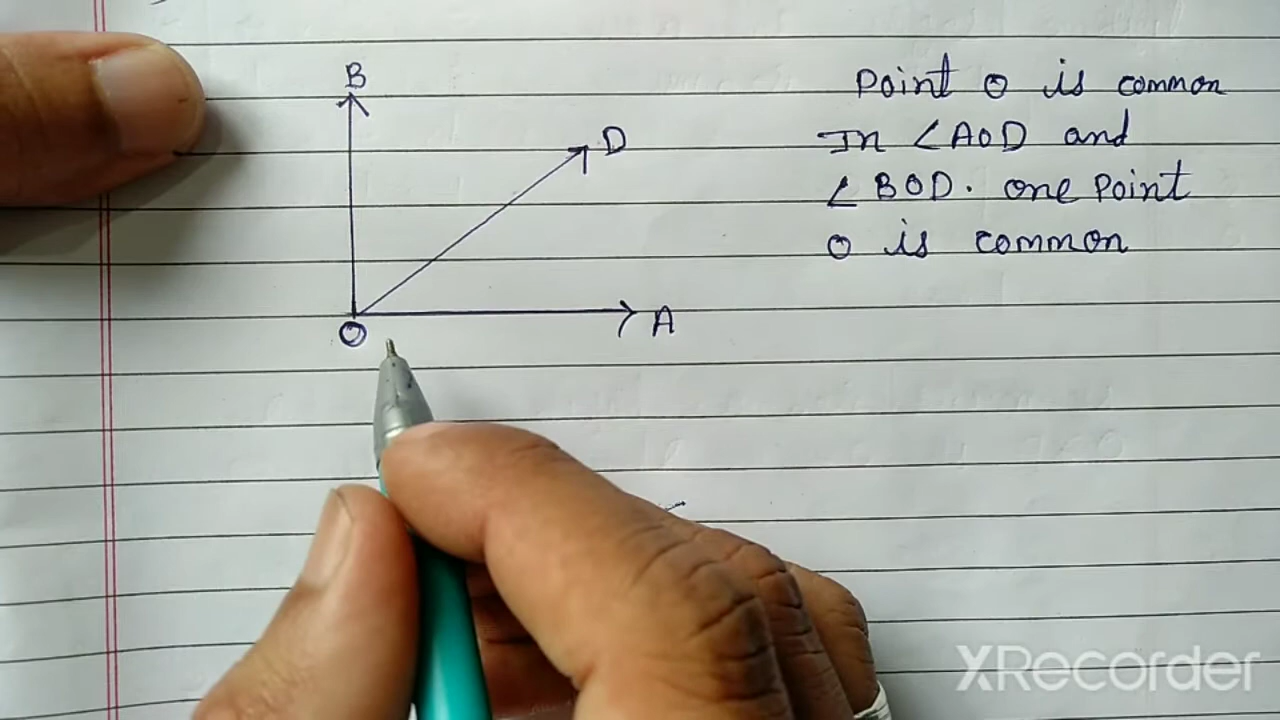 B
D
O
A
Point O is common
In ∠AOD and
∠BOD. one Point
O is common
XRecorder